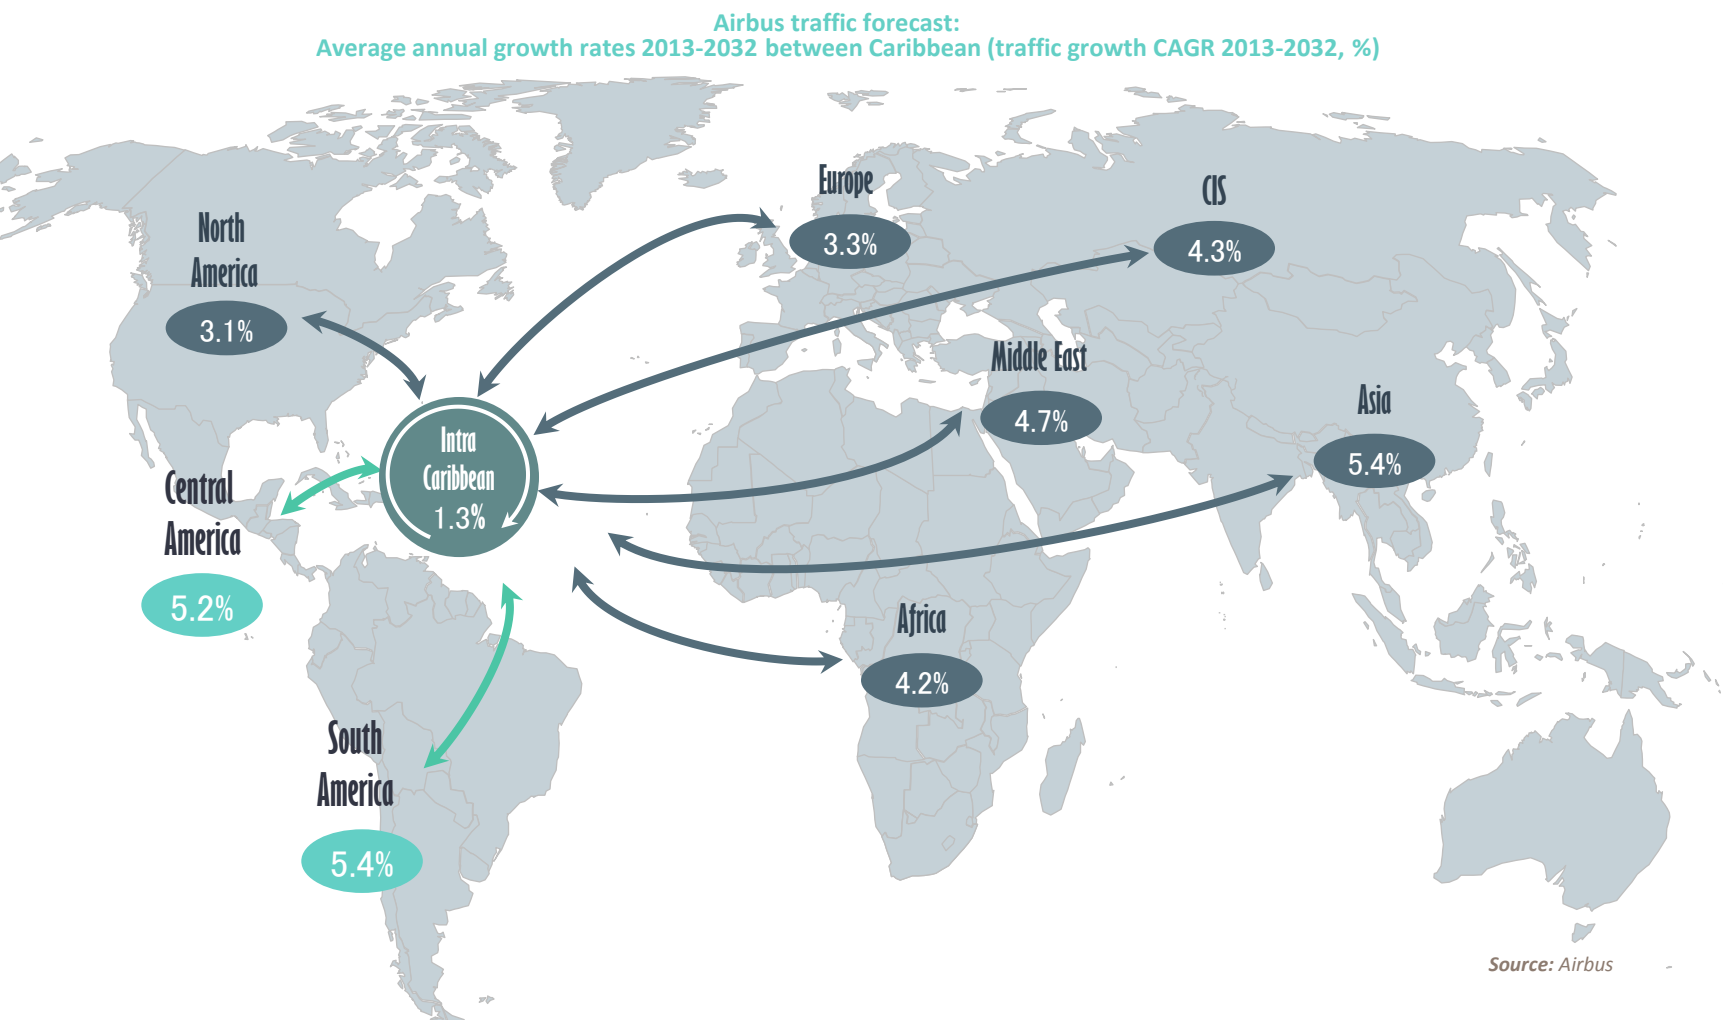 Airbus traffic forecast:
Average annual growth rates 2013-2032 between Caribbean (traffic growth CAGR 2013-2032, %)
Europe
3.3%
CIS
4.3%
North
America
3.1%
Middle East
4.7%
Asia
5.4%
Intra
Caribbean
1.3%
Central
America
5.2%
Africa
4.2%
South
America
5.4%
Source: Airbus